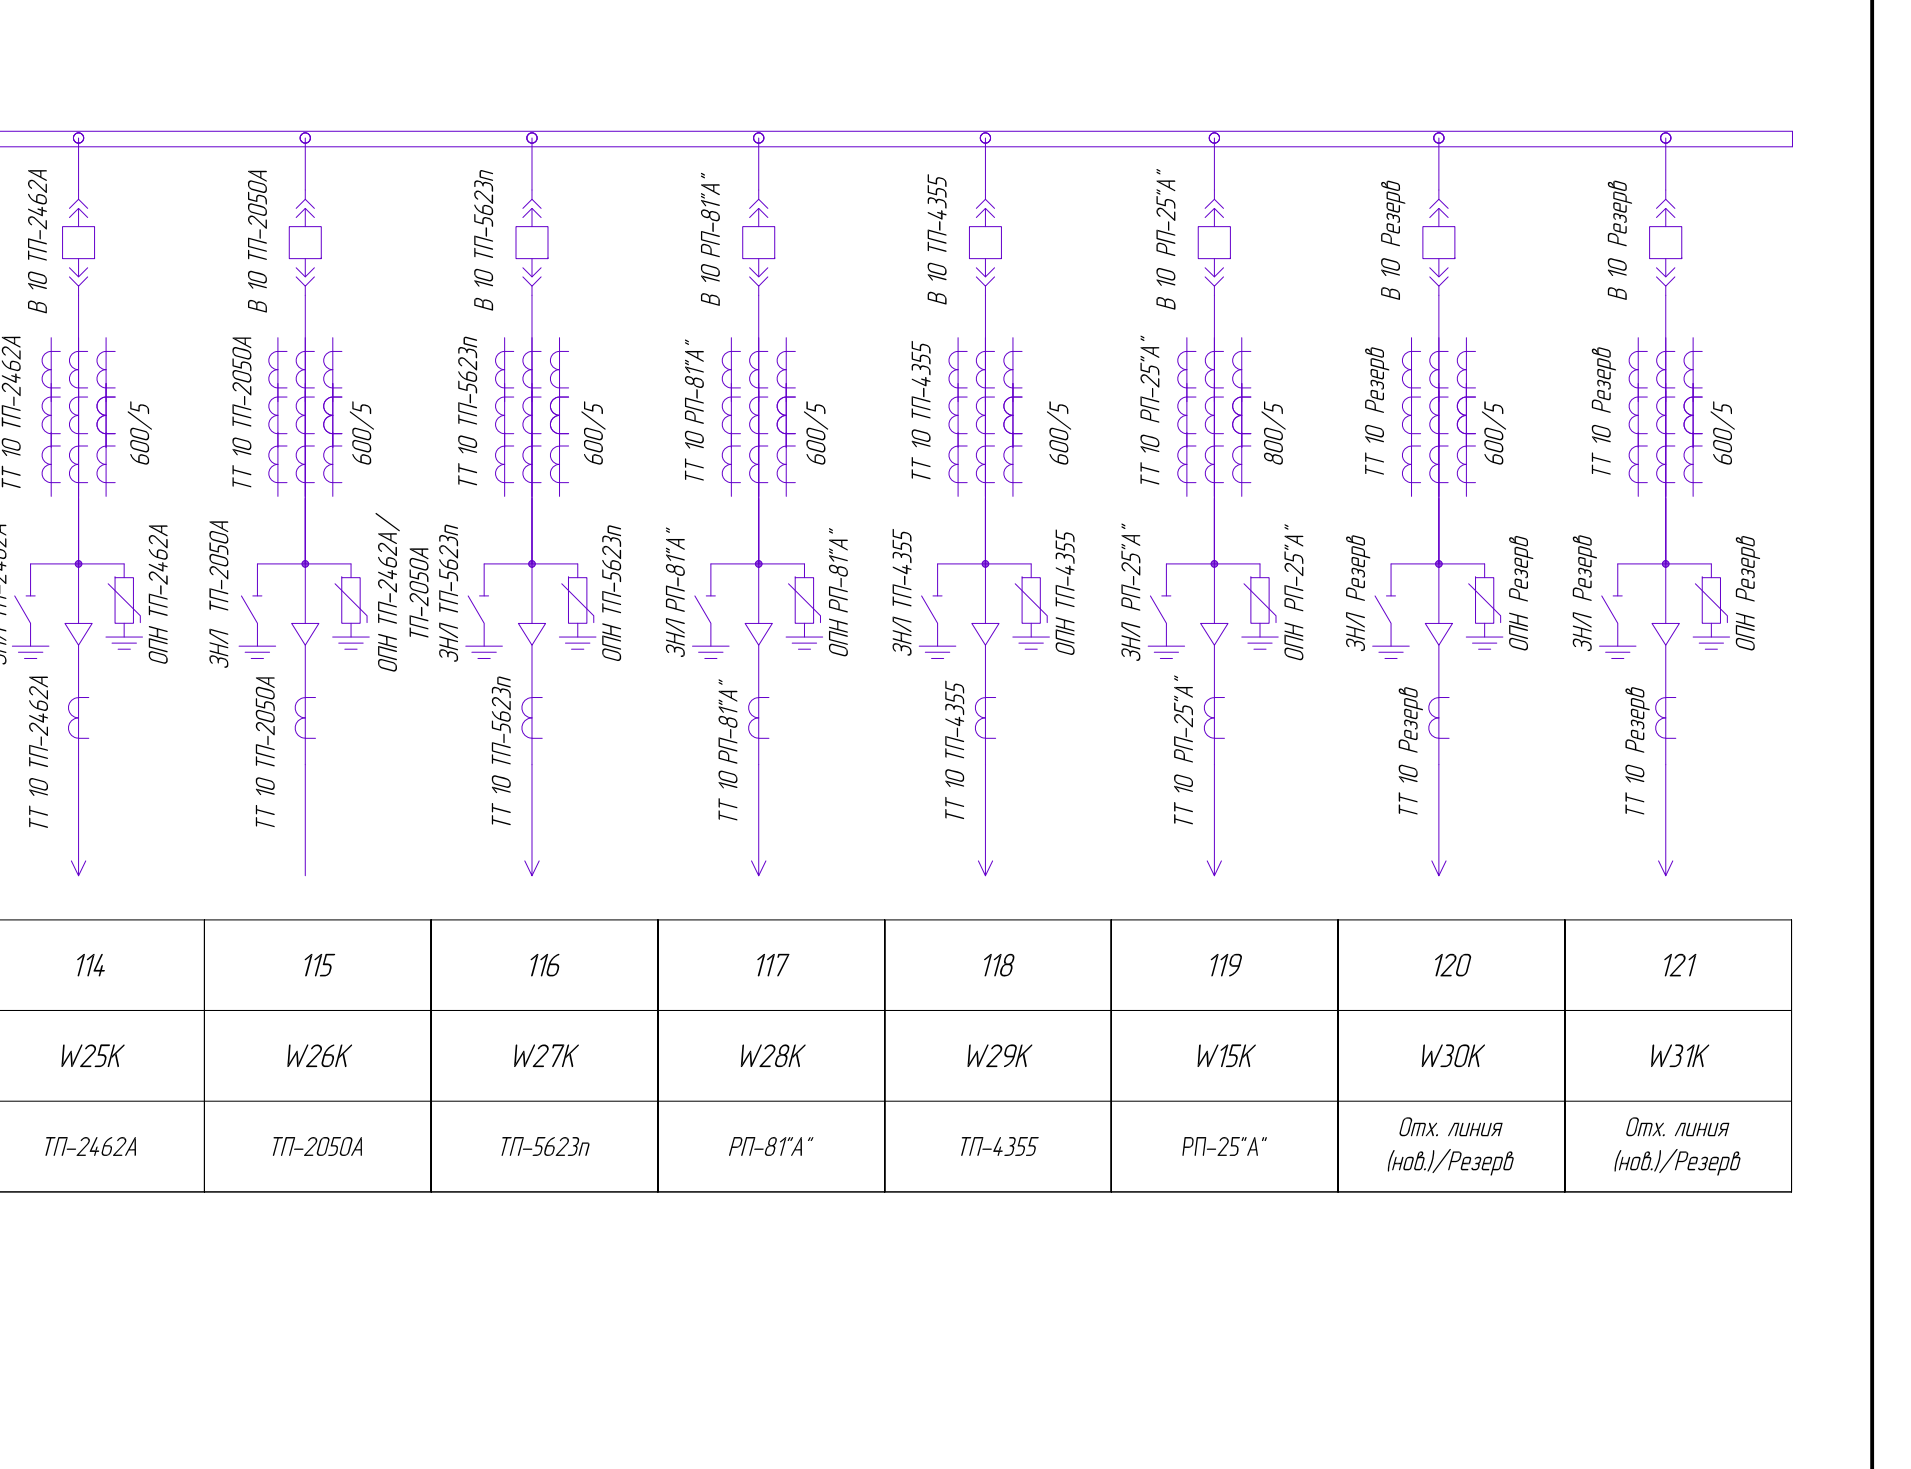 В 10 ТП-2462А
В 10 ТП-2050А
В 10 ТП-5623п
В 10 РП-81"А"
В 10 ТП-4355
В 10 РП-25"А"
В 10 Резерв
В 10 Резерв
ТТ 10 ТП-2462А
600/5
ТТ 10 ТП-2050А
600/5
ТТ 10 ТП-5623п
600/5
ТТ 10 РП-81"А"
600/5
ТТ 10 ТП-4355
600/5
ТТ 10 РП-25"А"
800/5
ТТ 10 Резерв
600/5
ТТ 10 Резерв
600/5
ЗНЛ ТП-2462А
ОПН ТП-2462А
ЗНЛ ТП-2050А
ОПН ТП-2462А/
ТП-2050А
ЗНЛ ТП-5623п
ОПН ТП-5623п
ЗНЛ РП-81"А"
ОПН РП-81"А"
ЗНЛ ТП-4355
ОПН ТП-4355
ЗНЛ РП-25"А"
ОПН РП-25"А"
ЗНЛ Резерв
ОПН Резерв
ЗНЛ Резерв
ОПН Резерв
ТТ 10 ТП-2462А
ТТ 10 ТП-2050А
ТТ 10 ТП-5623п
ТТ 10 РП-81"А"
ТТ 10 ТП-4355
ТТ 10 РП-25"А"
ТТ 10 Резерв
ТТ 10 Резерв
114 115 116 117 118 119 120 121
W25K W26K W27K W28K W29K W15K W30K W31K
ТП-2462А ТП-2050А ТП-5623п РП-81"А" ТП-4355 РП-25"А"
Отх. линия
(нов.)/Резерв
Отх. линия
(нов.)/Резерв